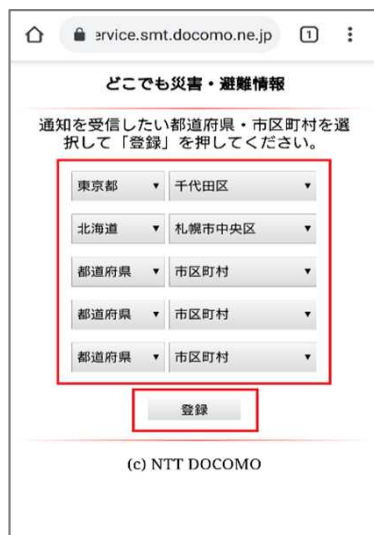 ervice.smt.docomo.ne.jp 1
どこでも災害・避難情報
通知を受信したい都道府県・市区町村を選
択して「登録」を押してください。
東京都 千代田区
北海道 札幌市中央区
都道府県 市区町村
都道府県 市区町村
都道府県 市区町村
登録
(c) NTT DOCOMO